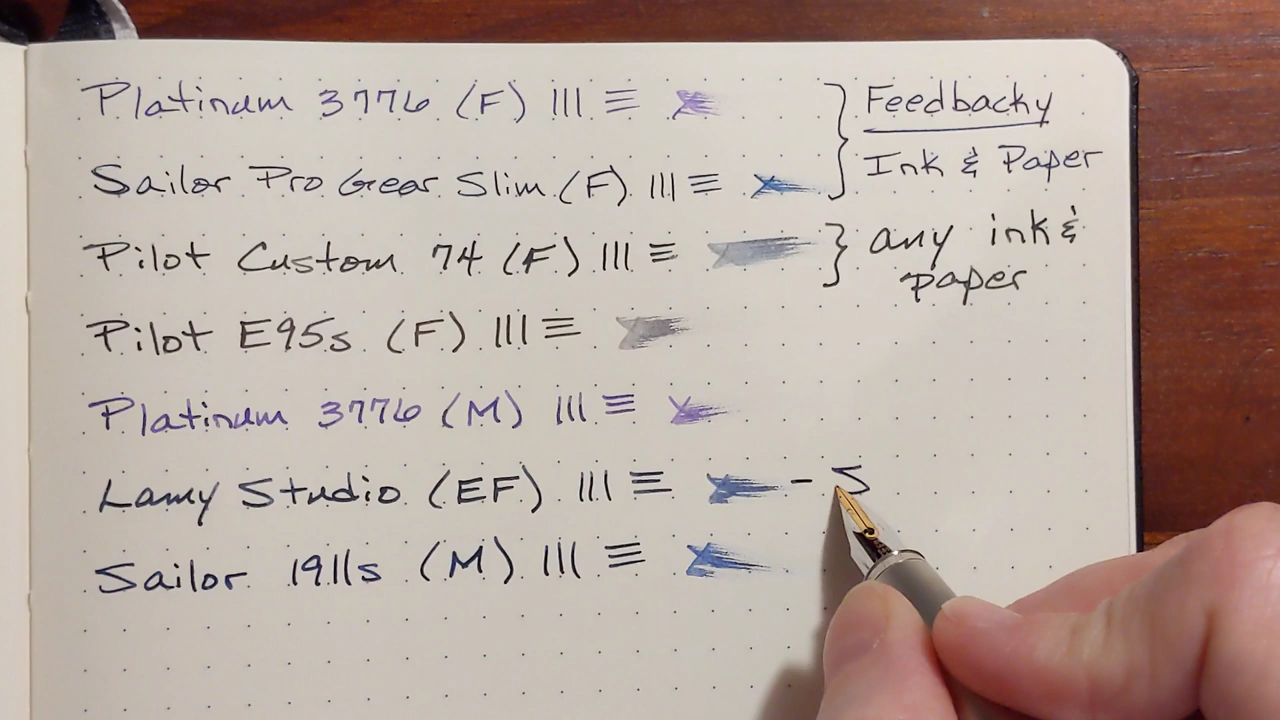 Platinum 3776 (F) ||| ≡ } Feedbacky
Ink & Paper
Sailor Pro Gear Slim (F) ||| ≡
Pilot Custom 74 (F) ||| ≡ } any ink &
paper
Pilot E95s (F) ||| ≡
Platinum 3776 (M) ||| ≡
Lamy Studio (EF) ||| ≡ - S
Sailor 1911s (M) ||| ≡